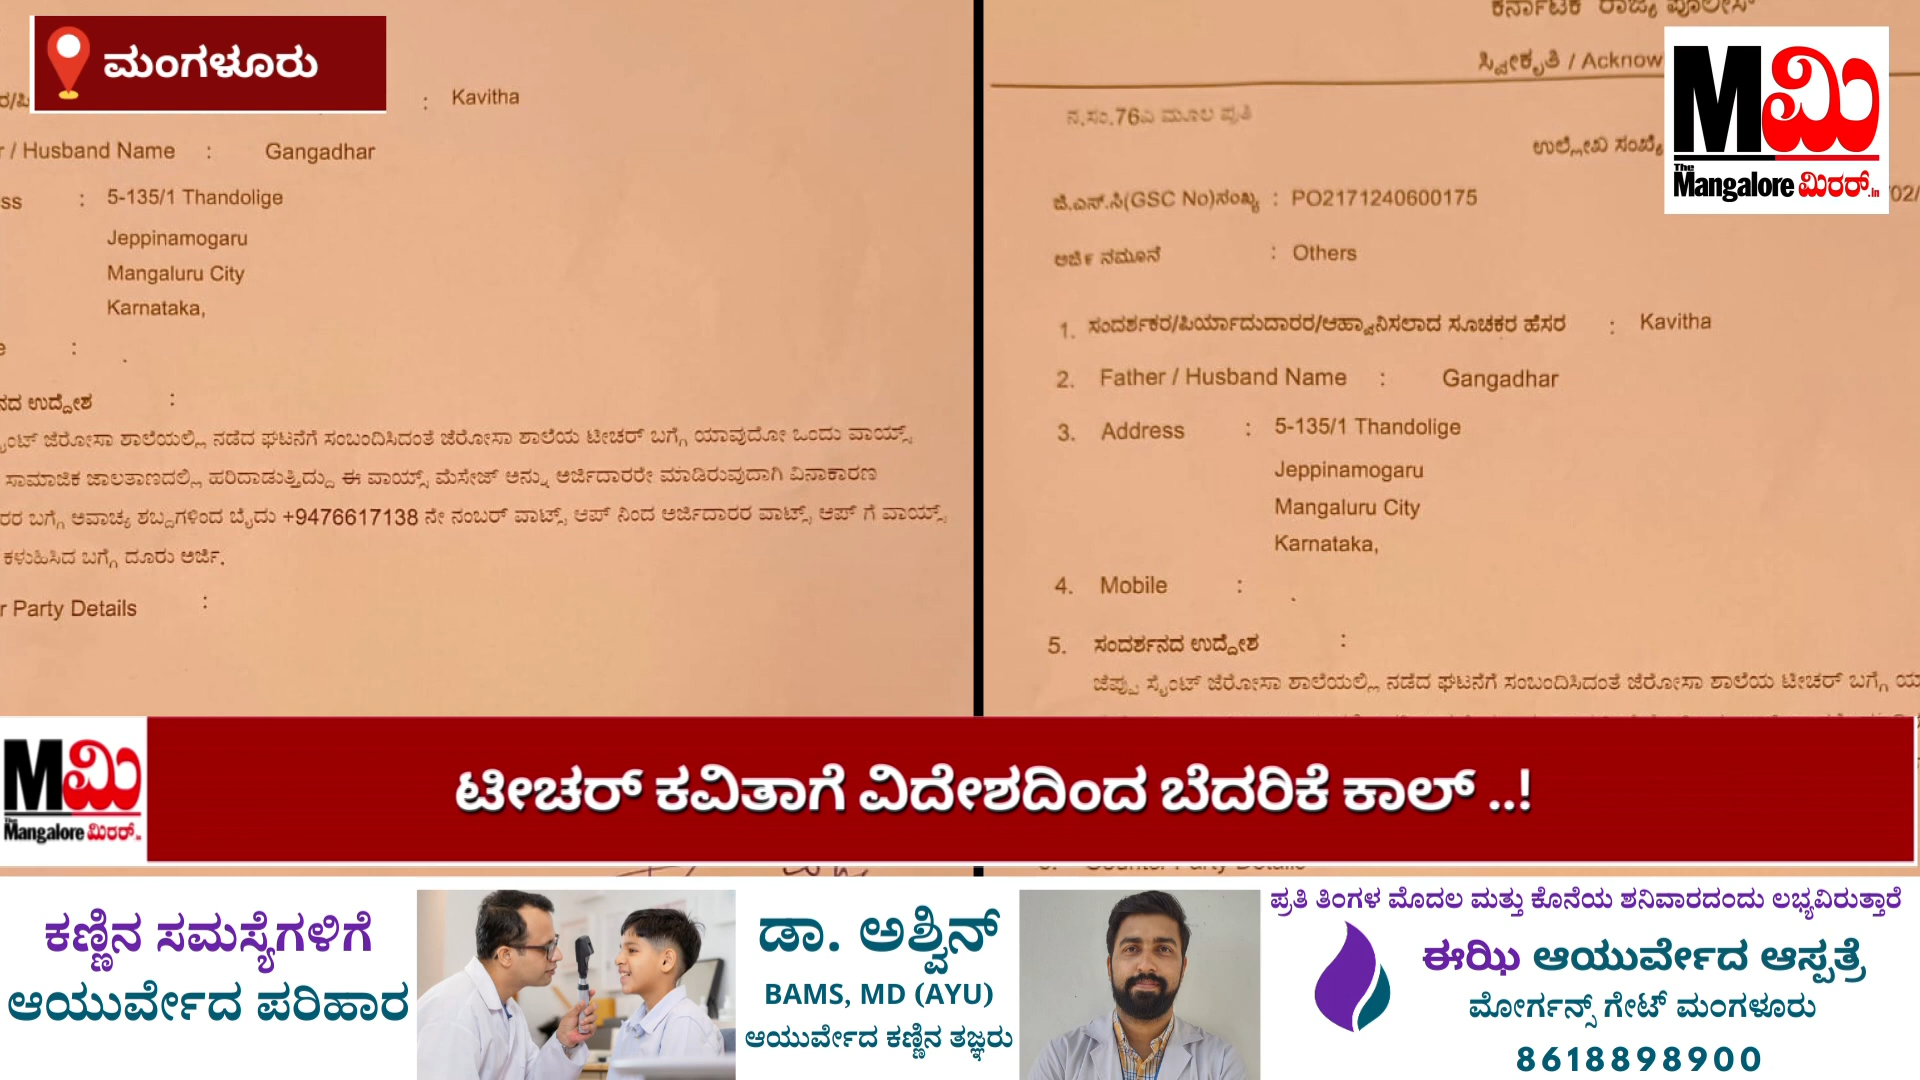 ಮಂಗಳೂರು
: Kavitha
/ Husband Name : Gangadhar
: 5-135/1 Thandolige
Jeppinamogaru
Mangaluru City
Karnataka,
:
ಉದ್ದೇಶ :
ಜೆರೋಸಾ ಶಾಲೆಯಲ್ಲಿ ನಡೆದ ಘಟನೆಗೆ ಸಂಬಂದಿಸಿದಂತೆ ಜೆರೋಸಾ ಶಾಲೆಯ ಟೀಚರ್ ಬಗ್ಗೆ ಯಾವುದೋ ಒಂದು ವಾಯ್ಸ್
ಸಾಮಾಜಿಕ ಜಾಲತಾಣದಲ್ಲಿ ಹರಿದಾಡುತ್ತಿದ್ದು ಈ ವಾಯ್ಸ್ ಮೆಸೇಜ್ ಅನ್ನು ಅರ್ಜಿದಾರರೇ ಮಾಡಿರುವುದಾಗಿ ವಿನಾಕಾರಣ
ಬಗ್ಗೆ ಅವಾಚ್ಯ ಶಬ್ದಗಳಿಂದ ಬೈದು +9476617138 ನೇ ನಂಬರ್ ವಾಟ್ಸ್ ಆಪ್ ನಿಂದ ಅರ್ಜಿದಾರರ ವಾಟ್ಸ್ ಆಪ್ ಗೆ ವಾಯ್ಸ್
ಕಳುಹಿಸಿದ ಬಗ್ಗೆ ದೂರು ಅರ್ಜಿ.
Party Details :
ಕರ್ನಾಟಕ ರಾಜ್ಯ ಪೊಲೀಸ್
ಸ್ವೀಕೃತಿ / Acknow
ನ.ಸಂ.76ಎ ಮೂಲ ಪ್ರತಿ
ಉಲ್ಲೇಖ ಸಂಖ್ಯೆ
ಜಿ.ಎಸ್.ಸಿ(GSC No)ಸಂಖ್ಯೆ : PO2171240600175
ಅರ್ಜಿ ನಮೂನೆ : Others
1. ಸಂದರ್ಶಕರ/ಪಿರ್ಯಾದುದಾರರ/ಆಹ್ವಾನಿಸಲಾದ ಸೂಚಕರ ಹೆಸರ : Kavitha
2. Father / Husband Name : Gangadhar
3. Address : 5-135/1 Thandolige
Jeppinamogaru
Mangaluru City
Karnataka,
4. Mobile : .
5. ಸಂದರ್ಶನದ ಉದ್ದೇಶ :
ಜೆಪ್ಪು ಸೈಂಟ್ ಜೆರೋಸಾ ಶಾಲೆಯಲ್ಲಿ ನಡೆದ ಘಟನೆಗೆ ಸಂಬಂದಿಸಿದಂತೆ ಜೆರೋಸಾ ಶಾಲೆಯ ಟೀಚರ್ ಬಗ್ಗೆ
Mಮಿ
The Mangalore ಮಿರರ್.in
Mಮಿ
The Mangalore ಮಿರರ್.in
ಟೀಚರ್ ಕವಿತಾಗೆ ವಿದೇಶದಿಂದ ಬೆದರಿಕೆ ಕಾಲ್ ..!
ಕಣ್ಣಿನ ಸಮಸ್ಯೆಗಳಿಗೆ
ಆಯುರ್ವೇದ ಪರಿಹಾರ
ಡಾ. ಅಶ್ವಿನ್
BAMS, MD (AYU)
ಆಯುರ್ವೇದ ಕಣ್ಣಿನ ತಜ್ಞರು
ಪ್ರತಿ ತಿಂಗಳ ಮೊದಲ ಮತ್ತು ಕೊನೆಯ ಶನಿವಾರದಂದು ಲಭ್ಯವಿರುತ್ತಾರೆ
ಈಝಿ ಆಯುರ್ವೇದ ಆಸ್ಪತ್ರೆ
ಮೋರ್ಗನ್ಸ್ ಗೇಟ್ ಮಂಗಳೂರು
8618898900